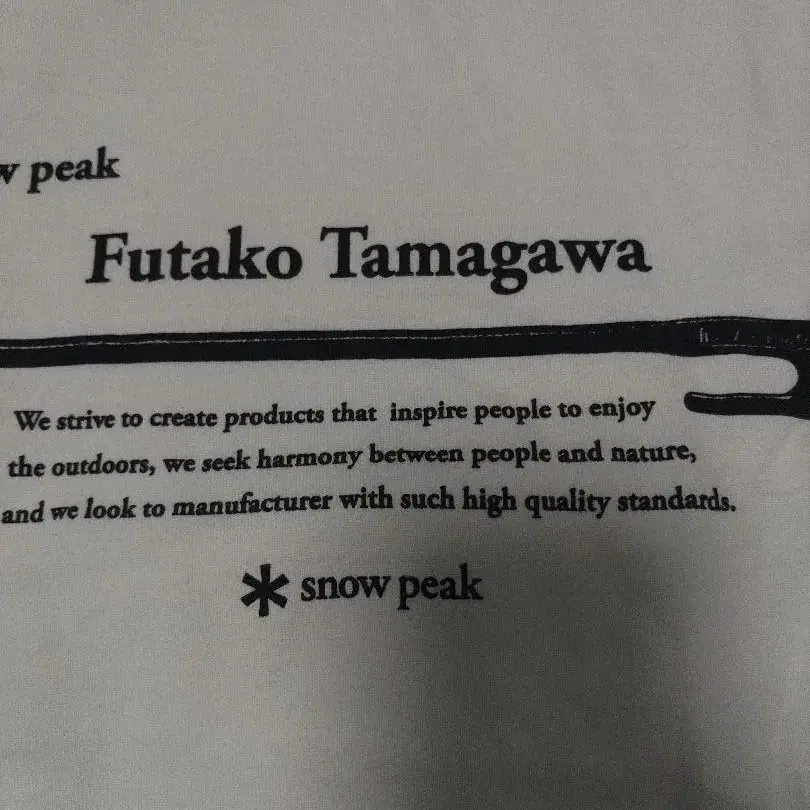 peak
Futako Tamagawa
We strive to create products that inspire people to enjoy
the outdoors, we seek harmony between people and nature,
and we look to manufacturer with such high quality standards.
snow peak